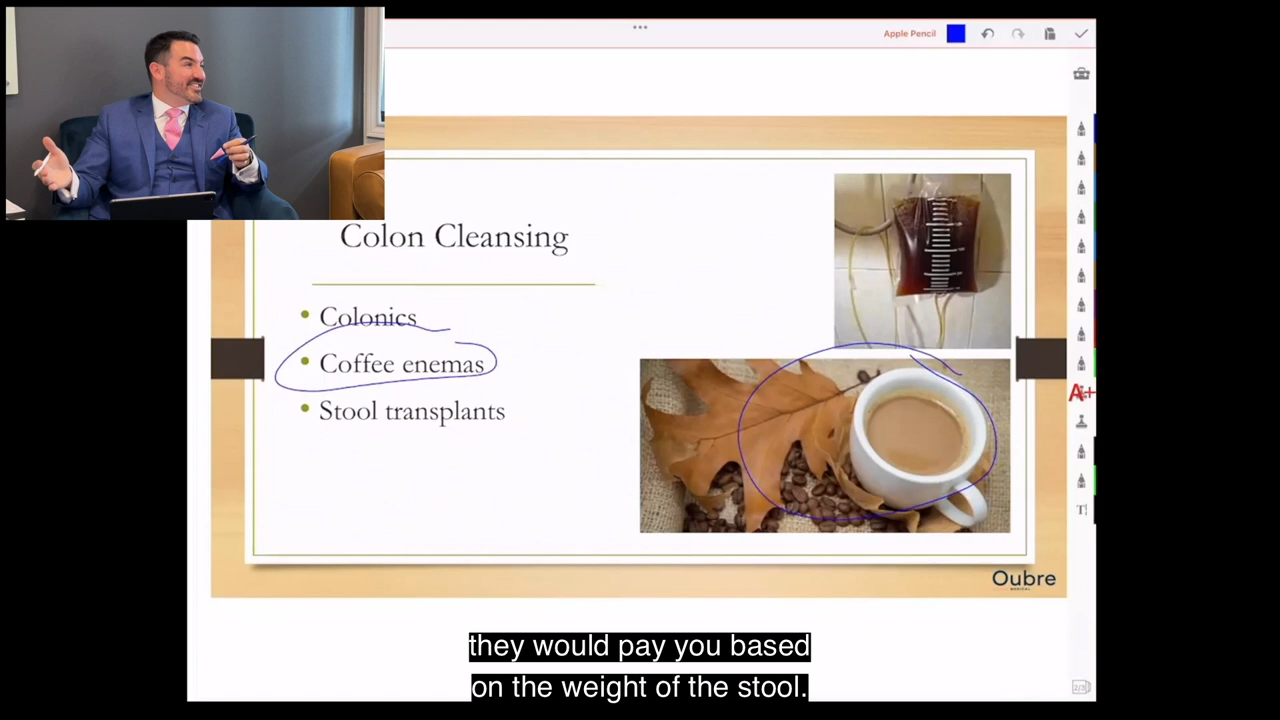 Apple Pencil
Colon Cleansing
Colonics
Coffee enemas
Stool transplants
A+
T
Oubre
MEDICAL
they would pay you based
on the weight of the stool.